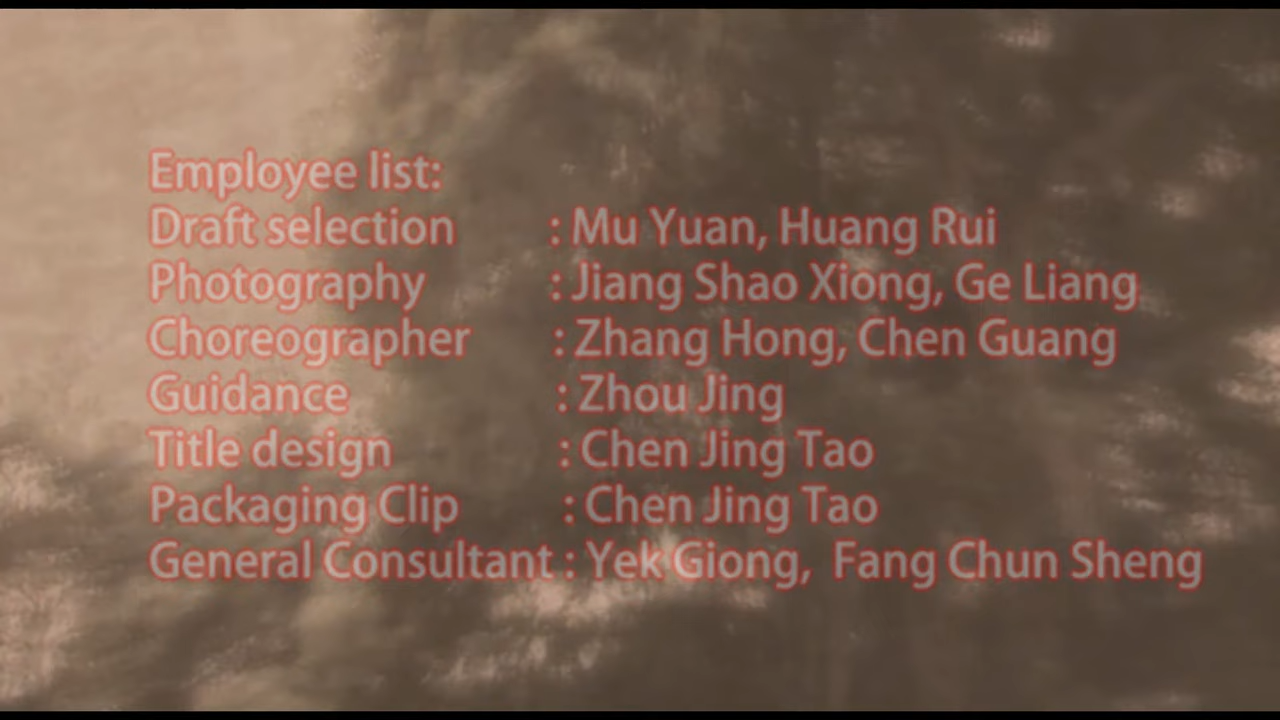 Employee list:
Draft selection : Mu Yuan, Huang Rui
Photography : Jiang Shao Xiong, Ge Liang
Choreographer : Zhang Hong, Chen Guang
Guidance : Zhou Jing
Title design : Chen Jing Tao
Packaging Clip : Chen Jing Tao
General Consultant : Yek Giong, Fang Chun Sheng